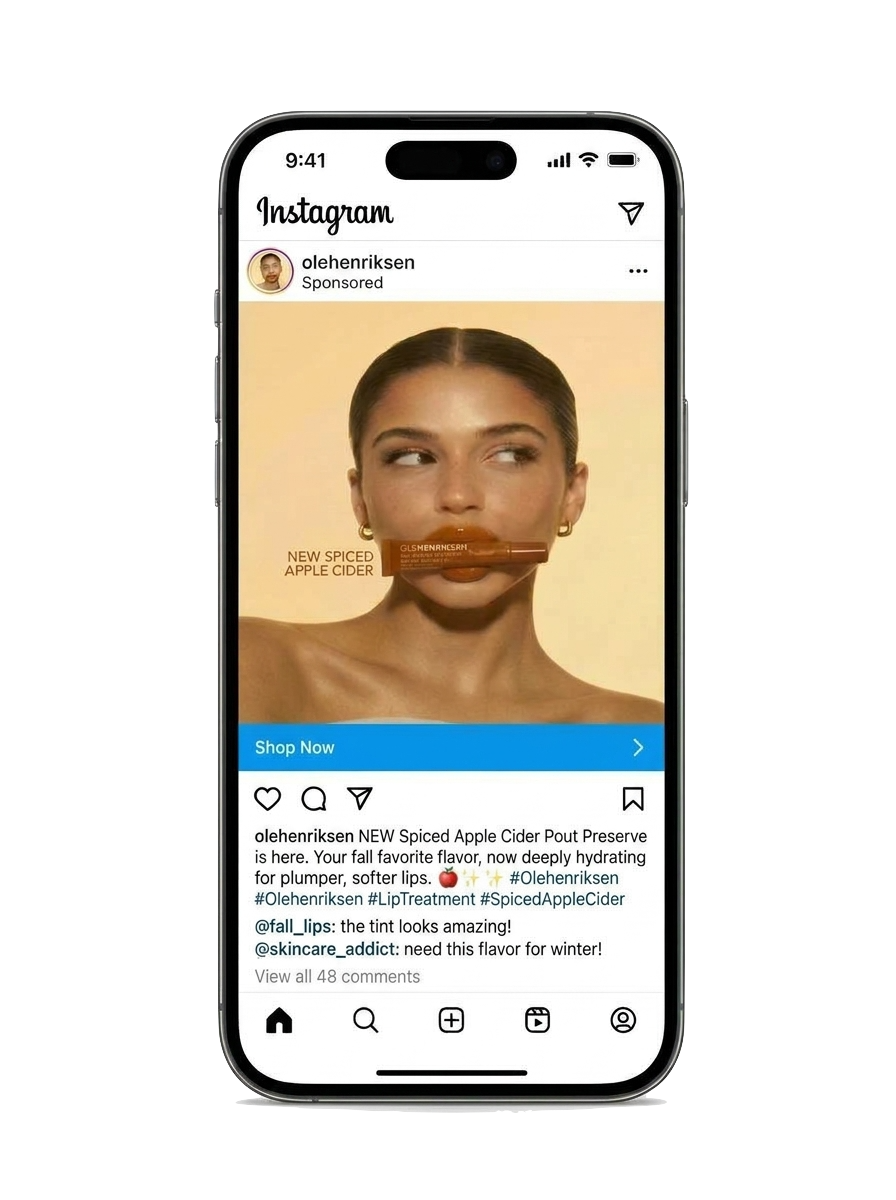 9:41
Instagram
olehenriksen
Sponsored
NEW SPICED
APPLE CIDER
Shop Now
olehenriksen NEW Spiced Apple Cider Pout Preserve
is here. Your fall favorite flavor, now deeply hydrating
for plumper, softer lips. 🍎✨ ✨ #Olehenriksen
#Olehenriksen #LipTreatment #SpicedAppleCider
@fall_lips: the tint looks amazing!
@skincare_addict: need this flavor for winter!
View all 48 comments